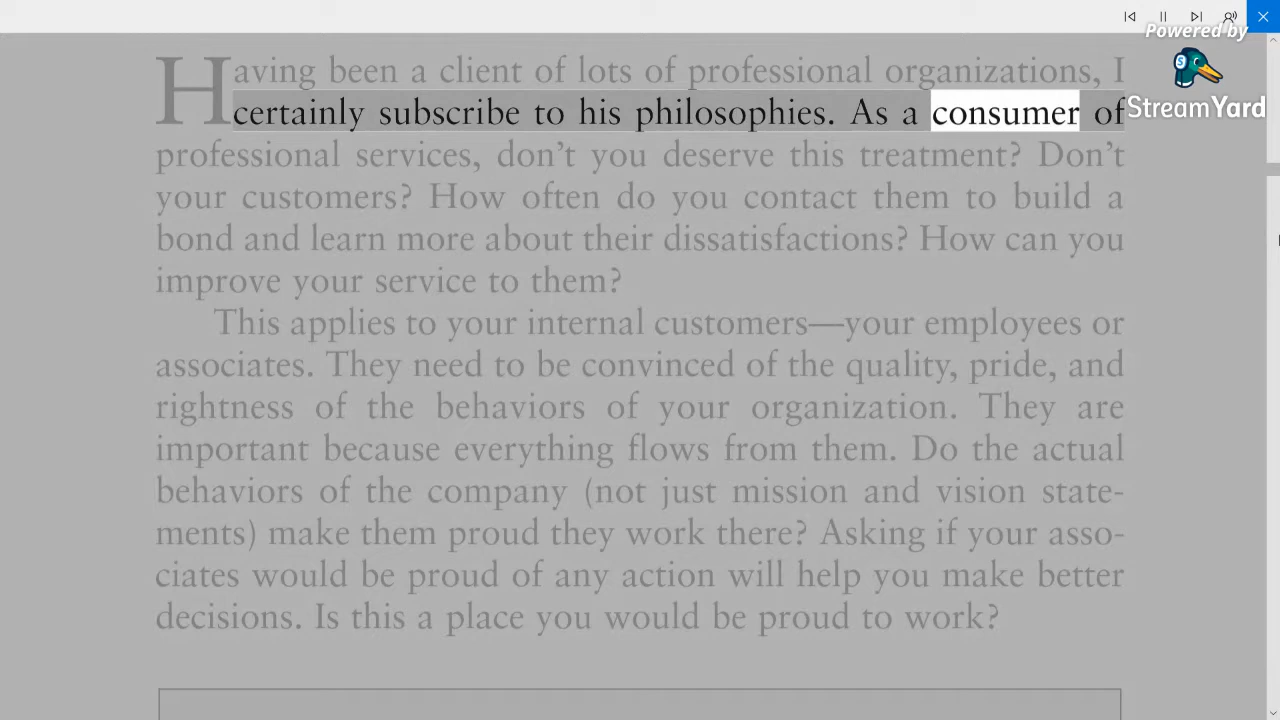 Powered by
StreamYard
Having been a client of lots of professional organizations, I
certainly subscribe to his philosophies. As a consumer of
professional services, don't you deserve this treatment? Don't
your customers? How often do you contact them to build a
bond and learn more about their dissatisfactions? How can you
improve your service to them?
This applies to your internal customers—your employees or
associates. They need to be convinced of the quality, pride, and
rightness of the behaviors of your organization. They are
important because everything flows from them. Do the actual
behaviors of the company (not just mission and vision state-
ments) make them proud they work there? Asking if your asso-
ciates would be proud of any action will help you make better
decisions. Is this a place you would be proud to work?